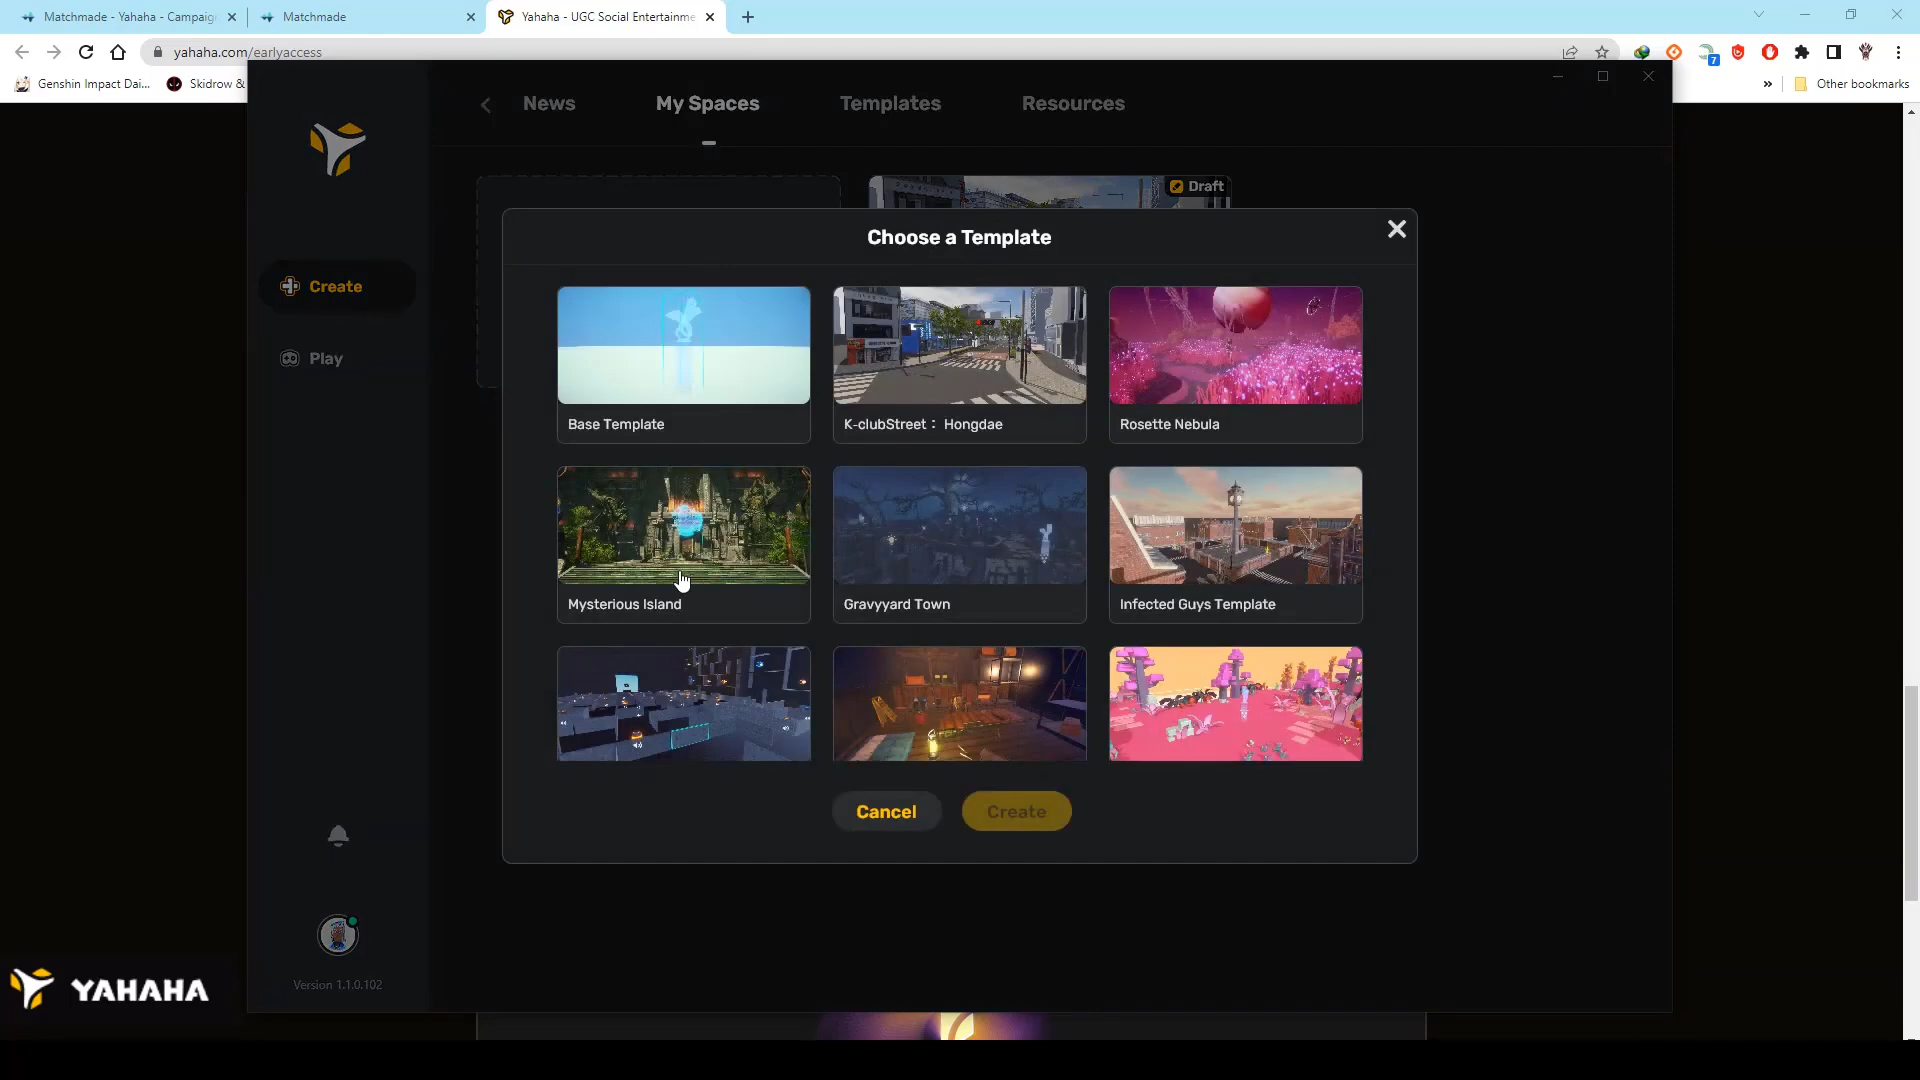 Matchmade - Yahaha - Campaig
Matchmade
Yahaha - UGC Social Entertainme
yahaha.com/earlyaccess
7
Genshin Impact Dai...
Skidrow &
»
Other bookmarks
News
My Spaces
Templates
Resources
Draft
Create
Play
Choose a Template
Base Template
K-clubStreet： Hongdae
Rosette Nebula
Mysterious Island
Gravyyard Town
Infected Guys Template
Cancel
Create
Version 1.1.0.102
YAHAHA